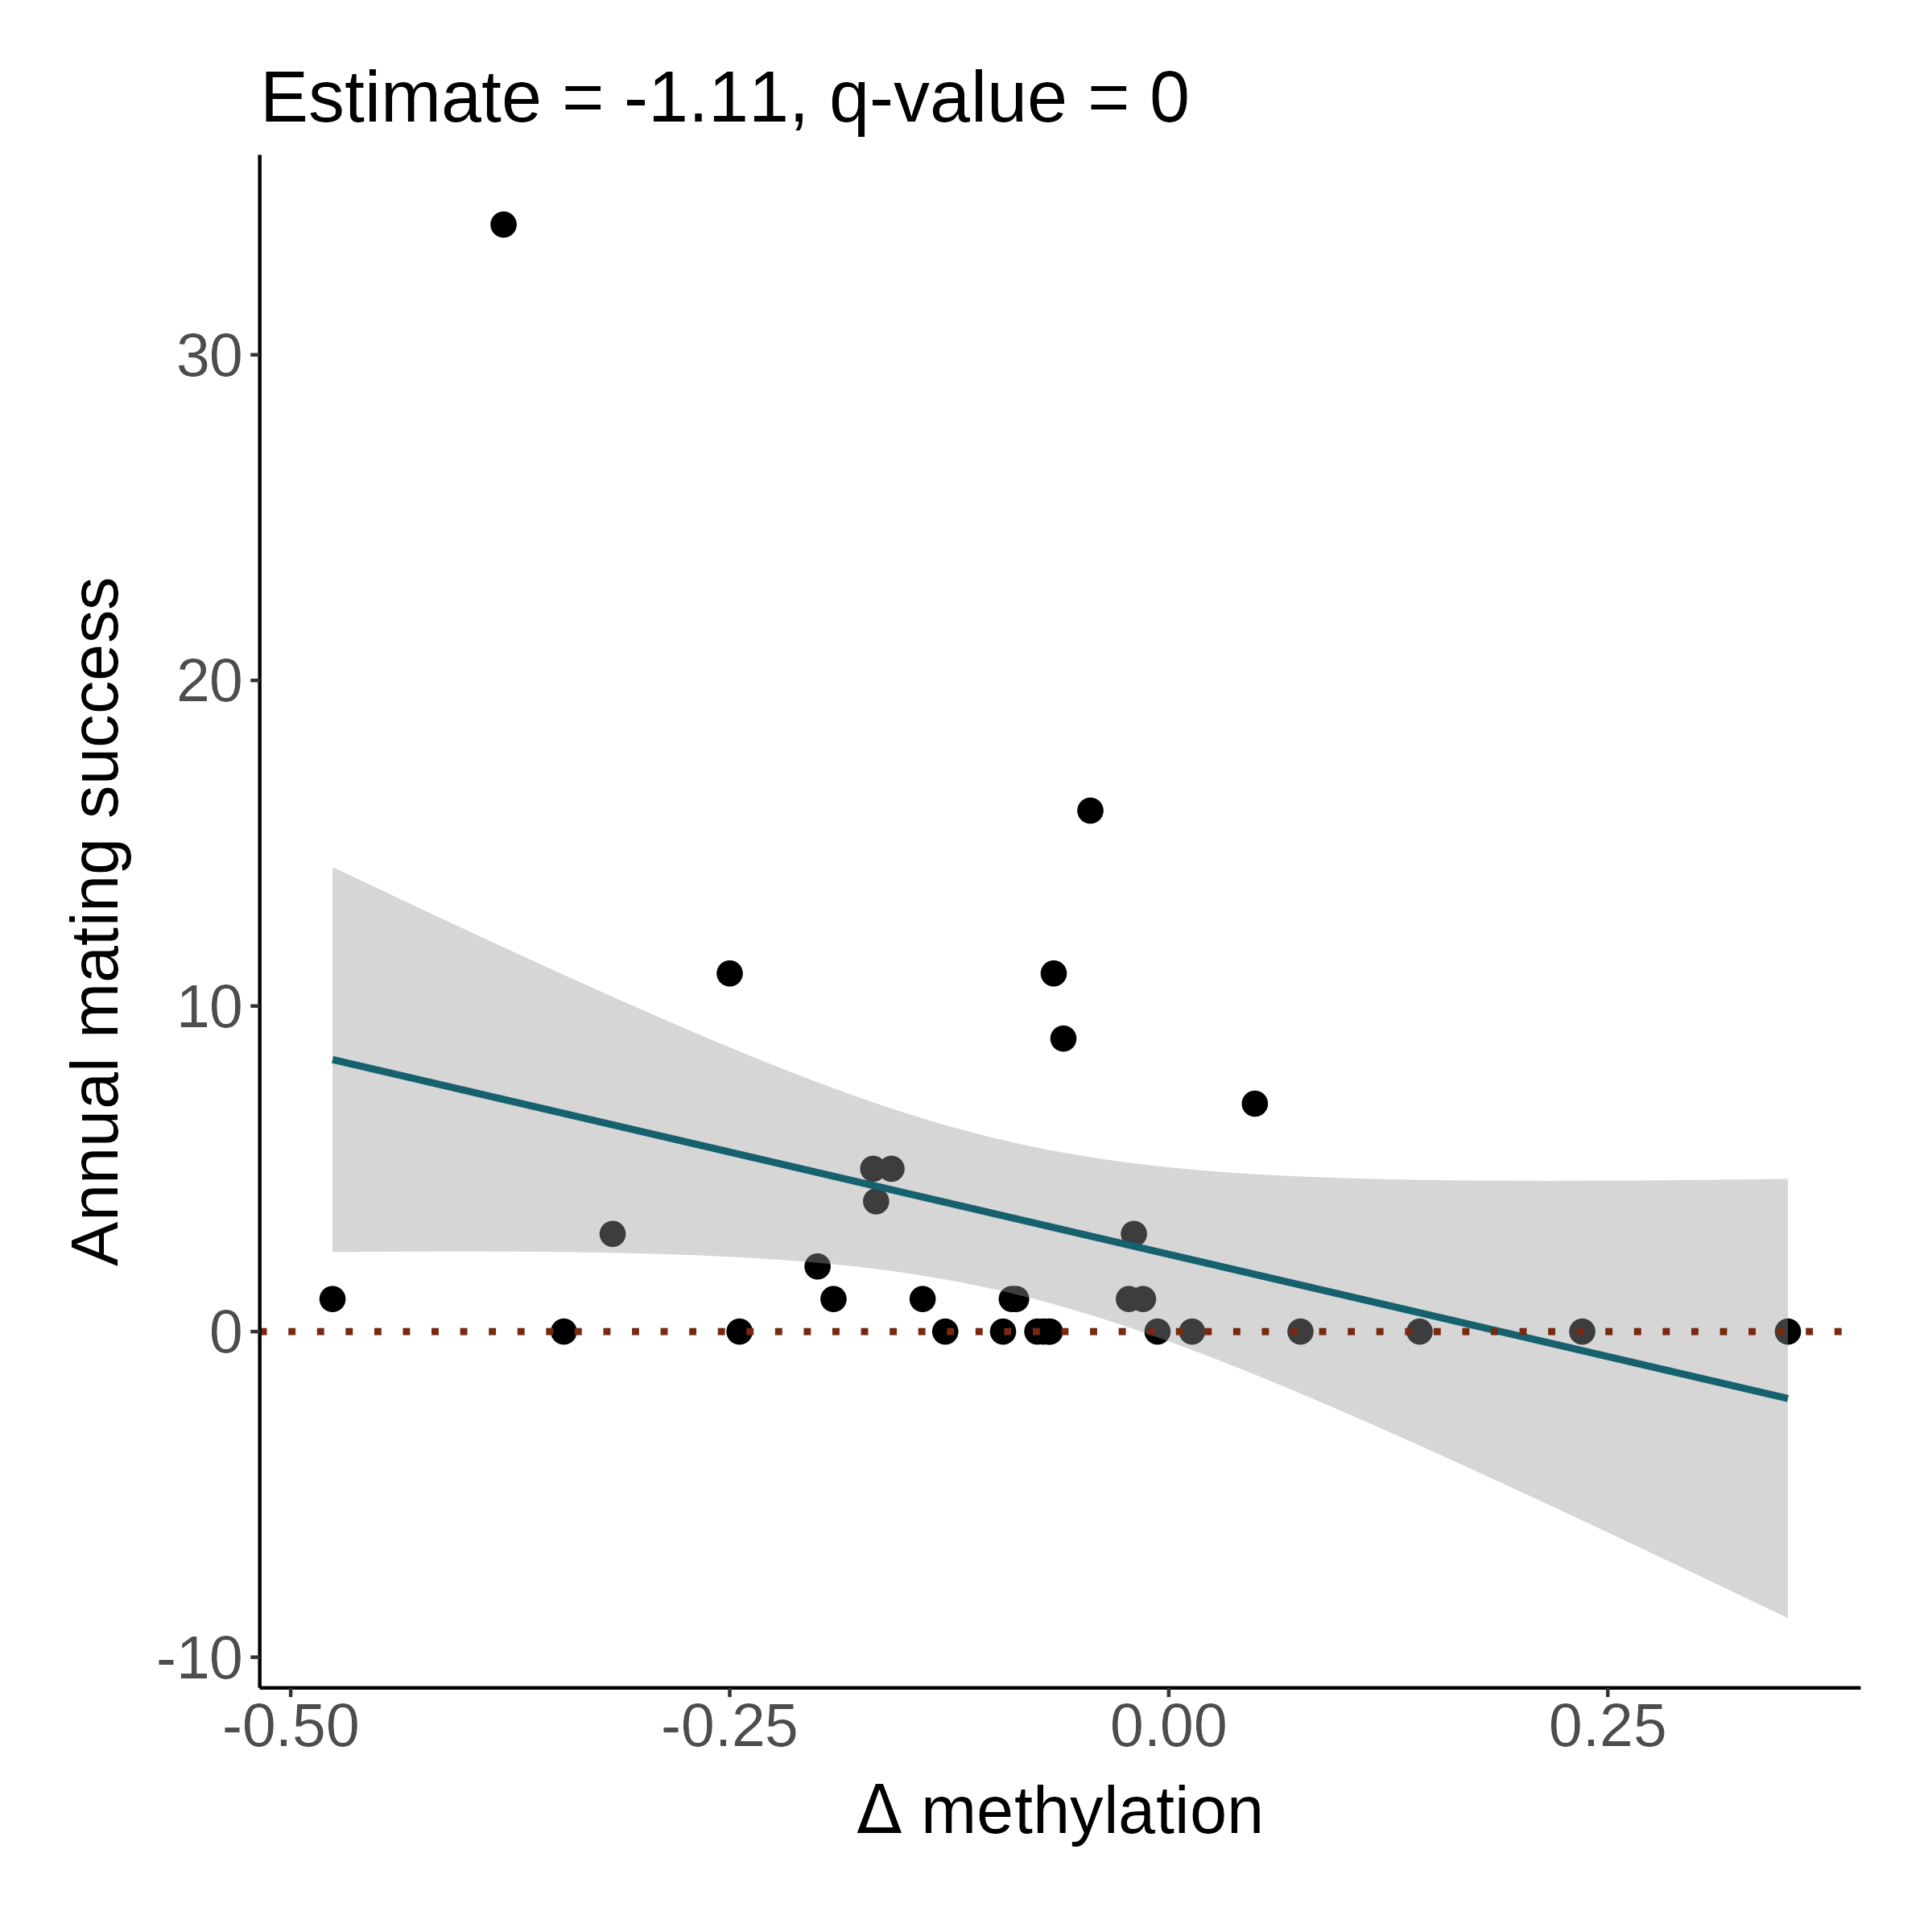 Estimate = -1.11, q-value = 0
Annual mating success
30
20
10
0
-10
-0.50 -0.25 0.00 0.25
Δ methylation